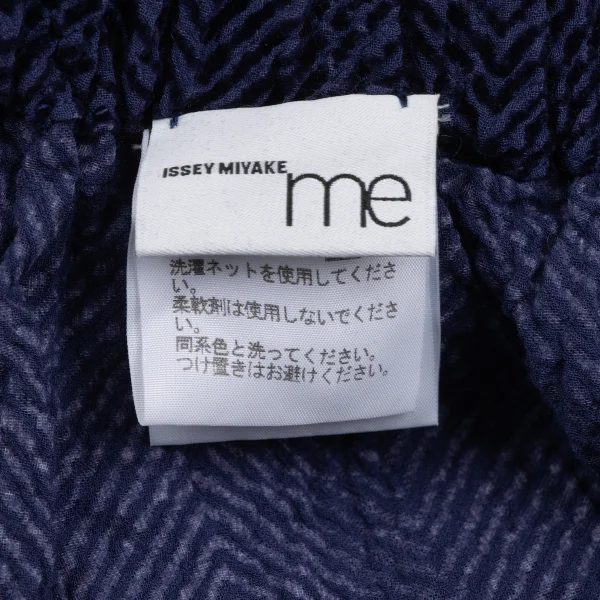 ISSEY MIYAKE me
洗濯ネットを使用してくださ
い。
柔軟剤は使用しないでくださ
い。
同系色と洗ってください。
つけ置きはお避けください。